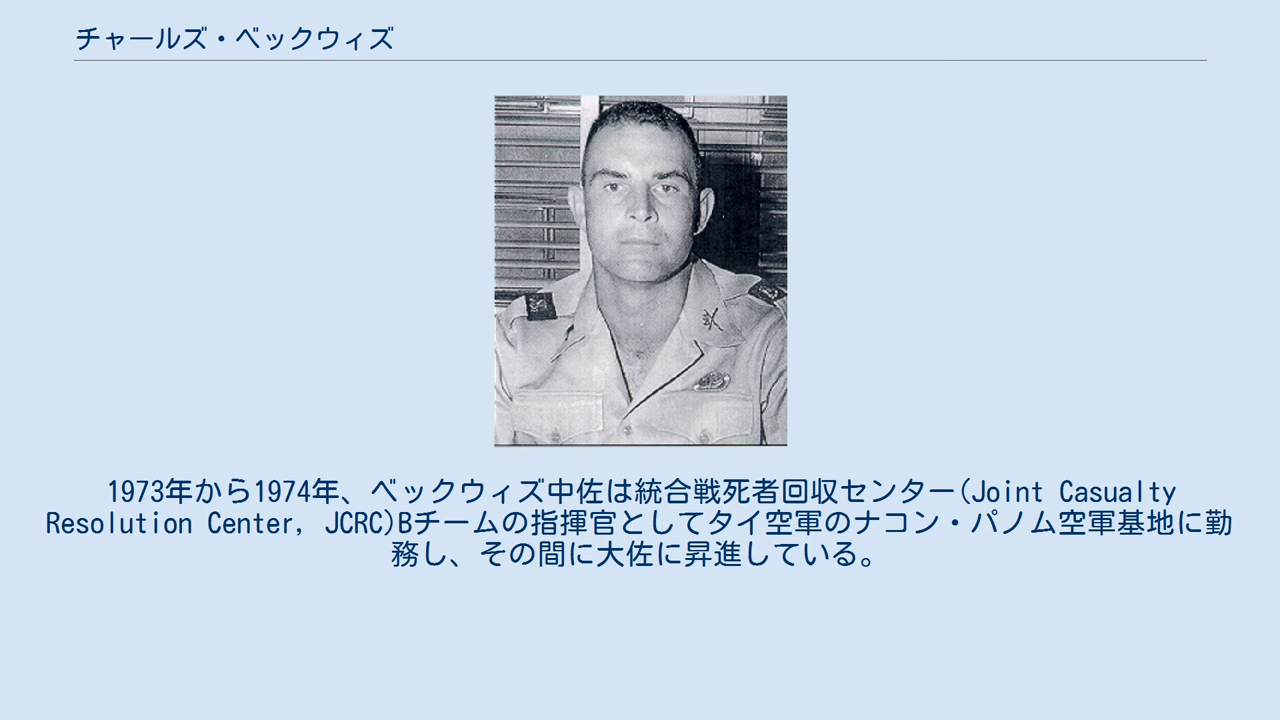 チャールズ・ベックウィズ
1973年から1974年、ベックウィズ中佐は統合戦死者回収センター(Joint Casualty
Resolution Center, JCRC)Bチームの指揮官としてタイ空軍のナコン・パノム空軍基地に勤
務し、その間に大佐に昇進している。